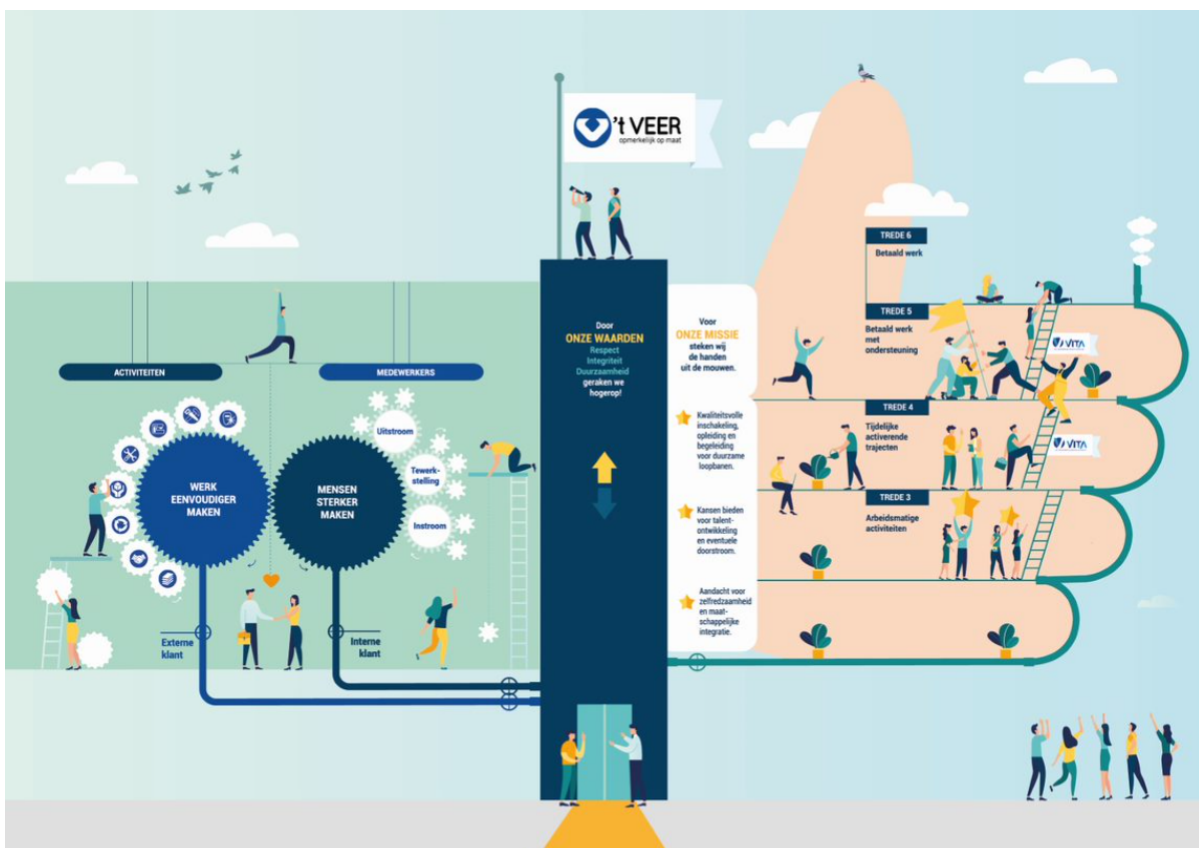 't VEER
opmerkelijk op maat
ACTIVITEITEN
MEDEWERKERS
WERK
EENVOUDIGER
MAKEN
MENSEN
STERKER
MAKEN
Uitstroom
Tewerk-
stelling
Instroom
Externe
klant
Interne
klant
Door
ONZE WAARDEN
Respect
Integriteit
Duurzaamheid
geraken we
hogerop!
Voor
ONZE MISSIE
steken wij
de handen
uit de mouwen.
Kwaliteitsvolle
inschakeling,
opleiding en
begeleiding
voor duurzame
loopbanen.
Kansen bieden
voor talent-
ontwikkeling
en eventuele
doorstroom.
Aandacht voor
zelfredzaamheid
en maat-
schappelijke
integratie.
TREDE 6
Betaald werk
TREDE 5
Betaald werk
met
ondersteuning
VITA
TREDE 4
Tijdelijke
activerende
trajecten
VITA
TREDE 3
Arbeidsmatige
activiteiten